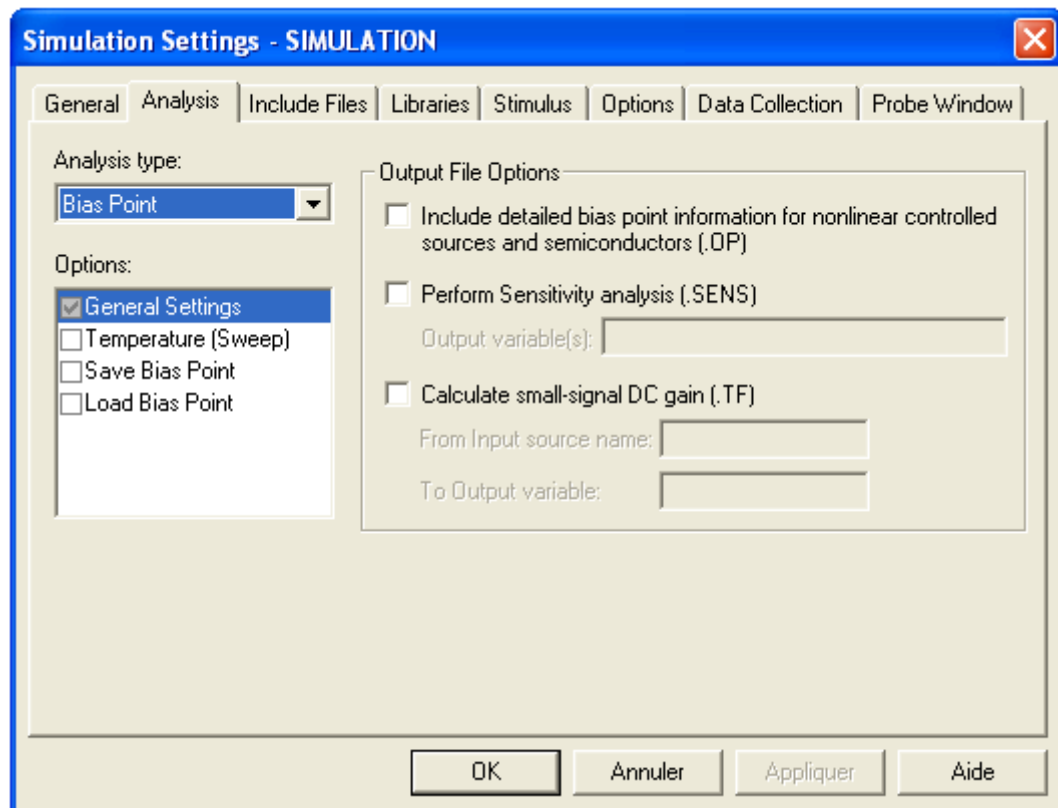 Simulation Settings - SIMULATION
General Analysis Include Files Libraries Stimulus Options Data Collection Probe Window
Analysis type:
Bias Point
Options:
General Settings
Temperature (Sweep)
Save Bias Point
Load Bias Point
Output File Options
Include detailed bias point information for nonlinear controlled
sources and semiconductors (.OP)
Perform Sensitivity analysis (.SENS)
Output variable(s):
Calculate small-signal DC gain (.TF)
From Input source name:
To Output variable:
OK Annuler Appliquer Aide